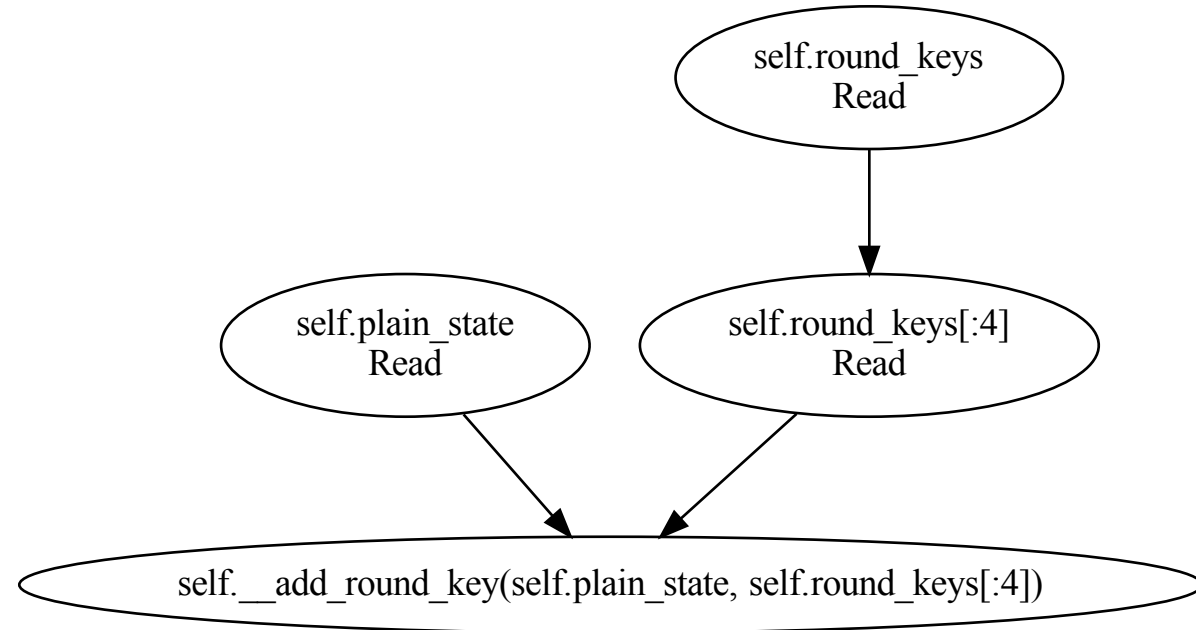 self.round_keys
Read
self.plain_state
Read
self.round_keys[:4]
Read
self.__add_round_key(self.plain_state, self.round_keys[:4])